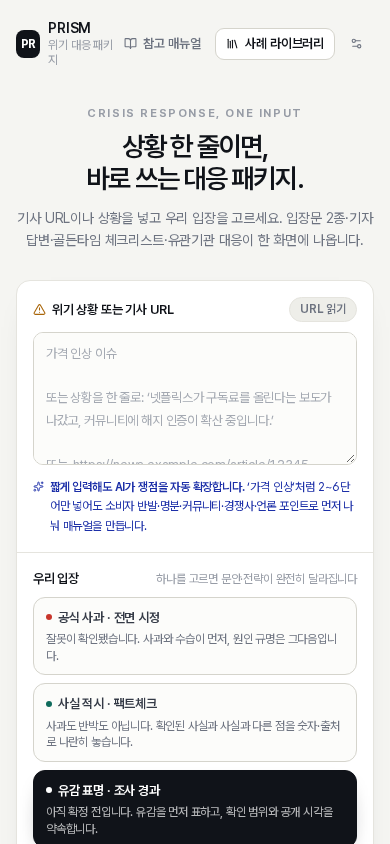 PR
PRISM
위기 대응 패키
지
참고 매뉴얼
사례 라이브러리
CRISIS RESPONSE, ONE INPUT
상황 한 줄이면,
바로 쓰는 대응 패키지.
기사 URL이나 상황을 넣고 우리 입장을 고르세요. 입장문 2종·기자
답변·골든타임 체크리스트·유관기관 대응이 한 화면에 나옵니다.
위기 상황 또는 기사 URL
URL 읽기
가격 인상 이슈
또는 상황을 한 줄로: ‘넷플릭스가 구독료를 올린다는 보도가
나갔고, 커뮤니티에 해지 인증이 확산 중입니다.’
또는 https://news.example.com/article/12345
짧게 입력해도 AI가 쟁점을 자동 확장합니다. ‘가격 인상’처럼 2~6단
어만 넣어도 소비자 반발·명분·커뮤니티·경쟁사·언론 포인트로 먼저 나
눠 매뉴얼을 만듭니다.
우리 입장
하나를 고르면 문안·전략이 완전히 달라집니다
공식 사과 · 전면 시정
잘못이 확인됐습니다. 사과와 수습이 먼저, 원인 규명은 그다음입니
다.
사실 적시 · 팩트체크
사과도 반박도 아닙니다. 확인된 사실과 사실과 다른 점을 숫자·출처
로 나란히 놓습니다.
유감 표명 · 조사 경과
아직 확정 전입니다. 유감을 먼저 표하고, 확인 범위와 공개 시각을
약속합니다.